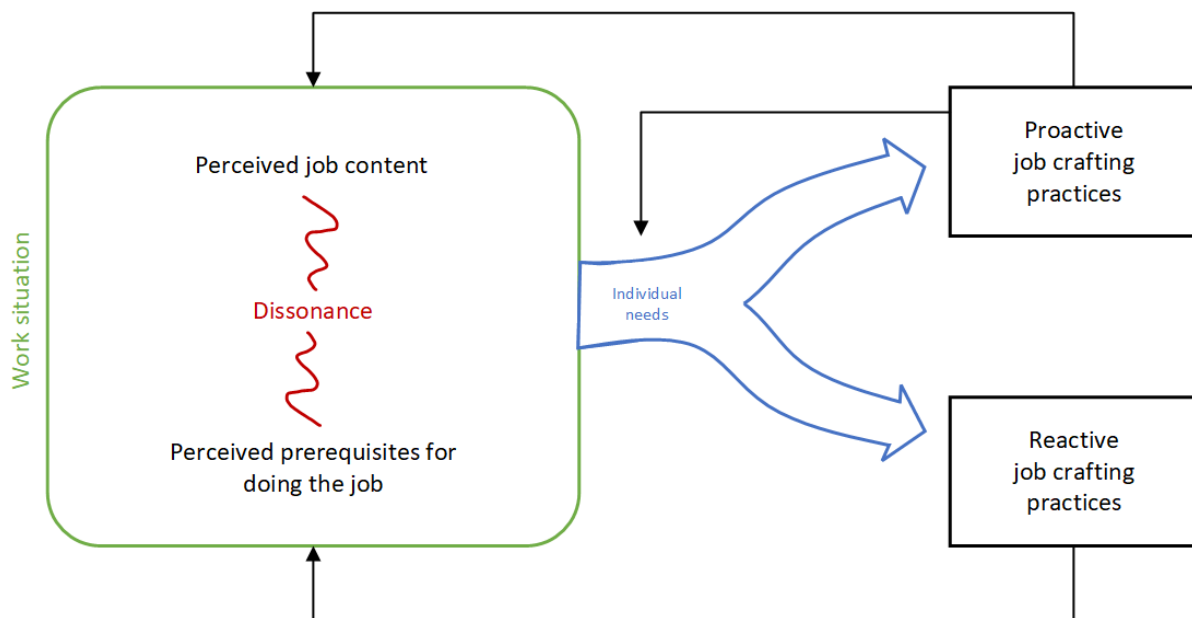 Work situation
Perceived job content
Dissonance
Perceived prerequisites for
doing the job
Individual
needs
Proactive
job crafting
practices
Reactive
job crafting
practices